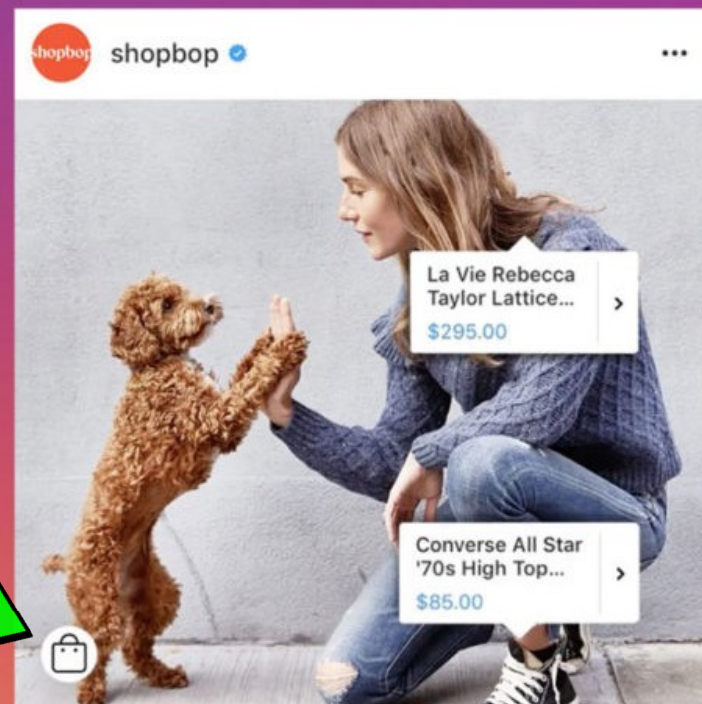 shopbop
shopbop
...
La Vie Rebecca
Taylor Lattice...
$295.00
Converse All Star
'70s High Top...
$85.00